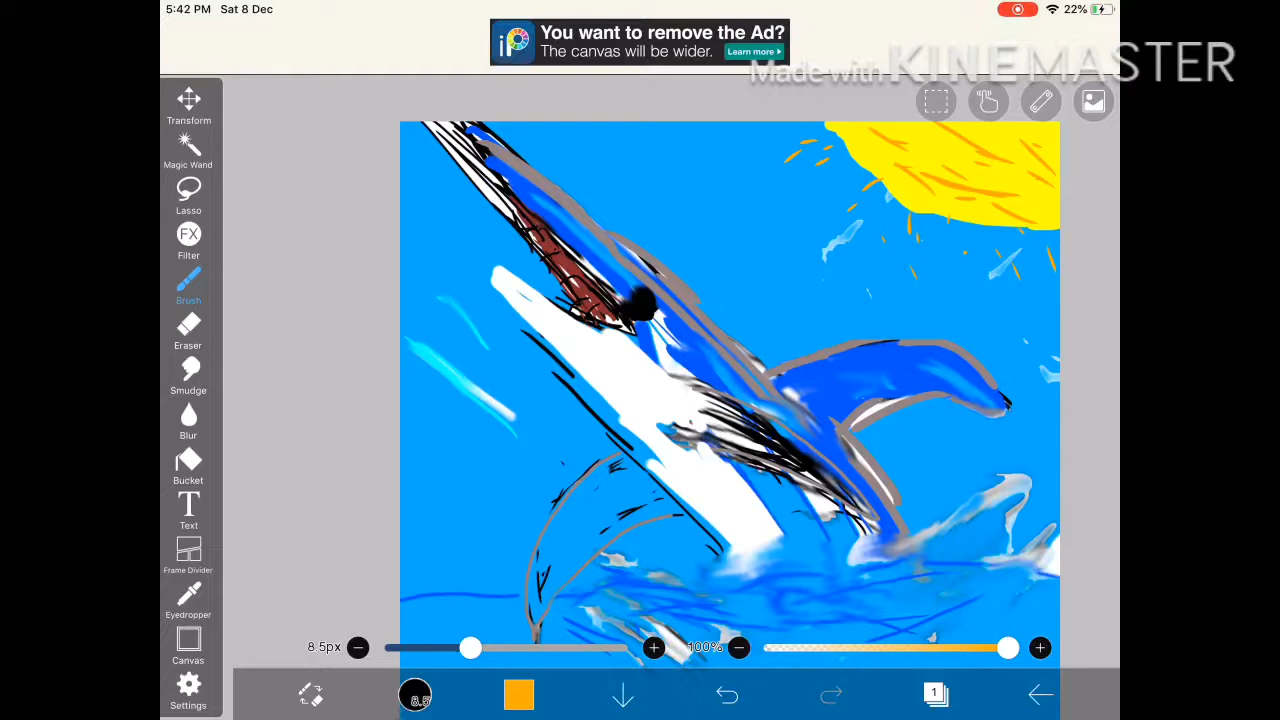 5:42 PM Sat 8 Dec
22%
You want to remove the Ad?
The canvas will be wider.
Learn more
Made with KINEMASTER
Transform
Magic Wand
Lasso
FX
Filter
Brush
Eraser
Smudge
Blur
Bucket
T
Text
Frame Divider
Eyedropper
Canvas
Settings
8.5px
100%
8.5
1